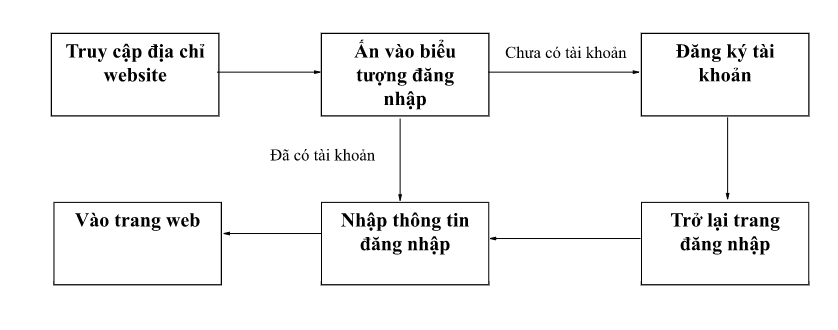 Truy cập địa chỉ
website
Ấn vào biểu
tượng đăng
nhập
Chưa có tài khoản
Đăng ký tài
khoản
Đã có tài khoản
Vào trang web
Nhập thông tin
đăng nhập
Trở lại trang
đăng nhập